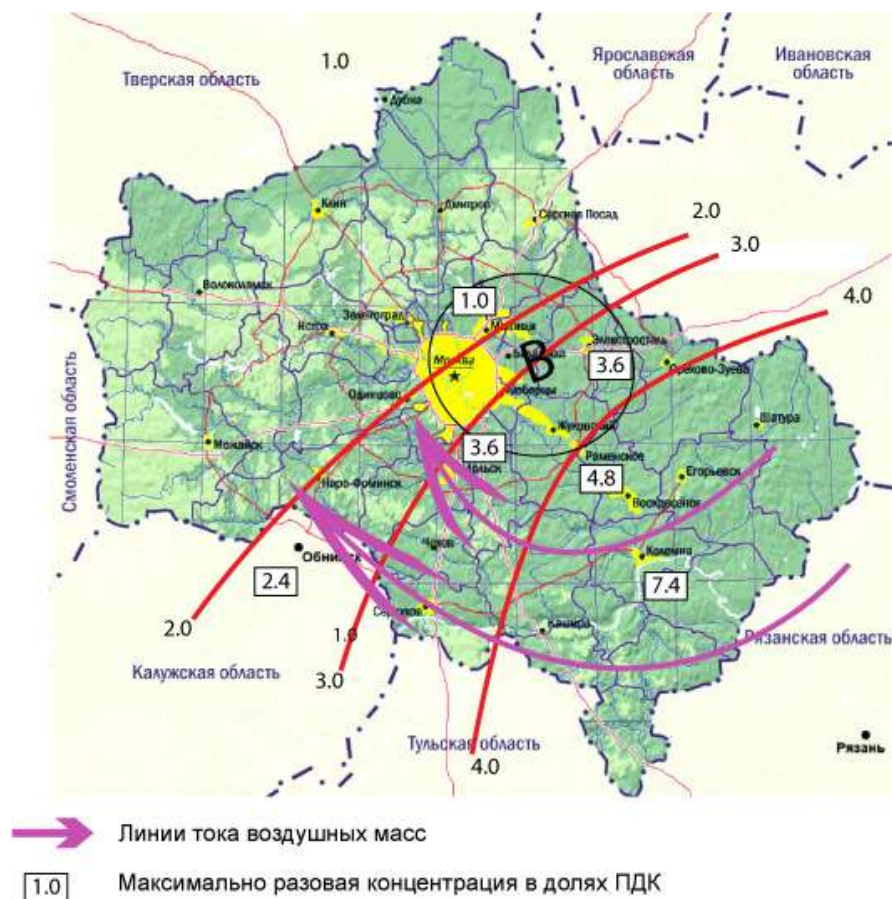 1.0
Тверская область
Ярославская
область
Ивановская
область
Дубна
Клин
Дмитров
Сергиев Посад
2.0
3.0
4.0
Волоколамск
1.0
Зеленоград
Истра
Мытищи
Электросталь
В
3.6
Москва
Орехово-Зуево
Одинцово
Люберцы
Смоленская область
Можайск
Жуковский
Шатура
3.6
Раменское
Наро-Фоминск
4.8
Егорьевск
Воскресенск
Чехов
Обнинск
Коломна
2.4
7.4
Серпухов
2.0
1.0
Кашира
Рязанская область
Калужская область
3.0
Тульская область
4.0
Рязань
Линии тока воздушных масс
1.0
Максимально разовая концентрация в долях ПДК